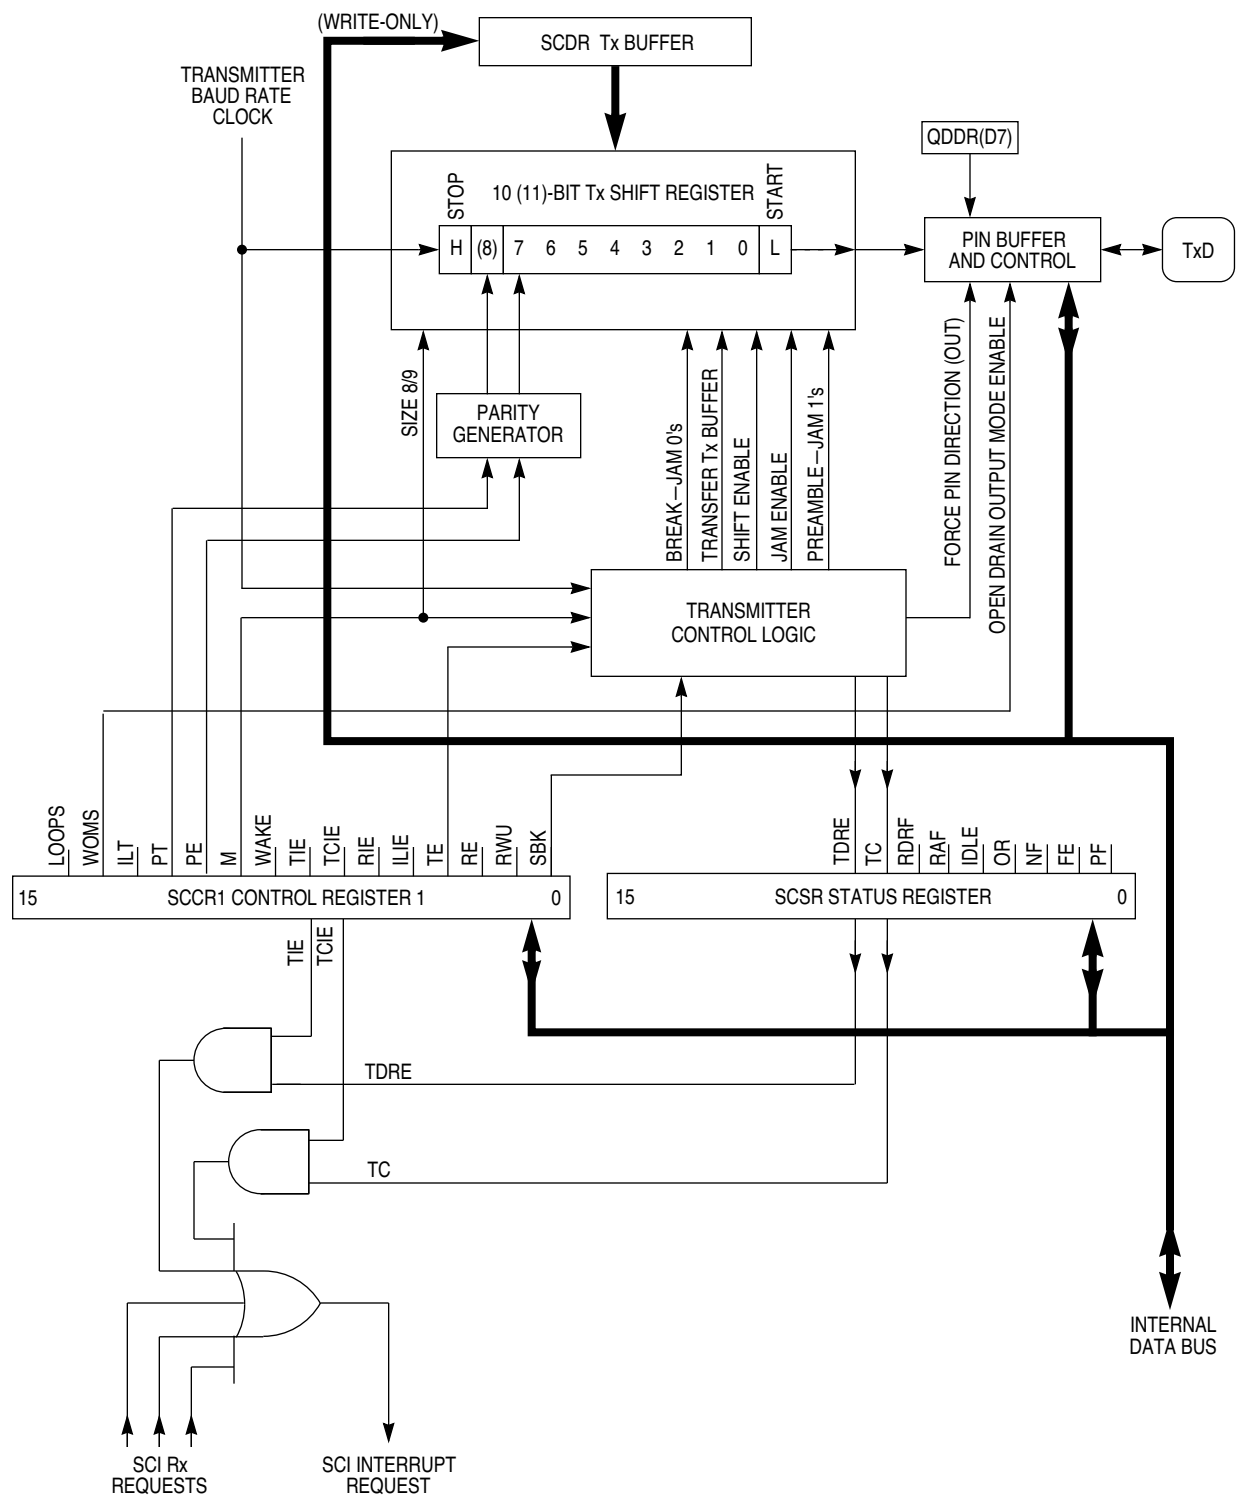 (WRITE-ONLY)
SCDR Tx BUFFER
TRANSMITTER
BAUD RATE
CLOCK
QDDR(D7)
STOP
10 (11)-BIT Tx SHIFT REGISTER
START
H (8) 7 6 5 4 3 2 1 0 L
PIN BUFFER
AND CONTROL
TxD
SIZE 8/9
PARITY
GENERATOR
BREAK—JAM 0's
TRANSFER Tx BUFFER
SHIFT ENABLE
JAM ENABLE
PREAMBLE—JAM 1's
FORCE PIN DIRECTION (OUT)
OPEN DRAIN OUTPUT MODE ENABLE
TRANSMITTER
CONTROL LOGIC
LOOPS
WOMS
ILT
PT
PE
M
WAKE
TIE
TCIE
RIE
ILIE
TE
RE
RWU
SBK
TDRE
TC
RDRF
RAF
IDLE
OR
NF
FE
PF
15 SCCR1 CONTROL REGISTER 1 0
15 SCSR STATUS REGISTER 0
TIE
TCIE
TDRE
TC
INTERNAL
DATA BUS
SCI Rx
REQUESTS
SCI INTERRUPT
REQUEST